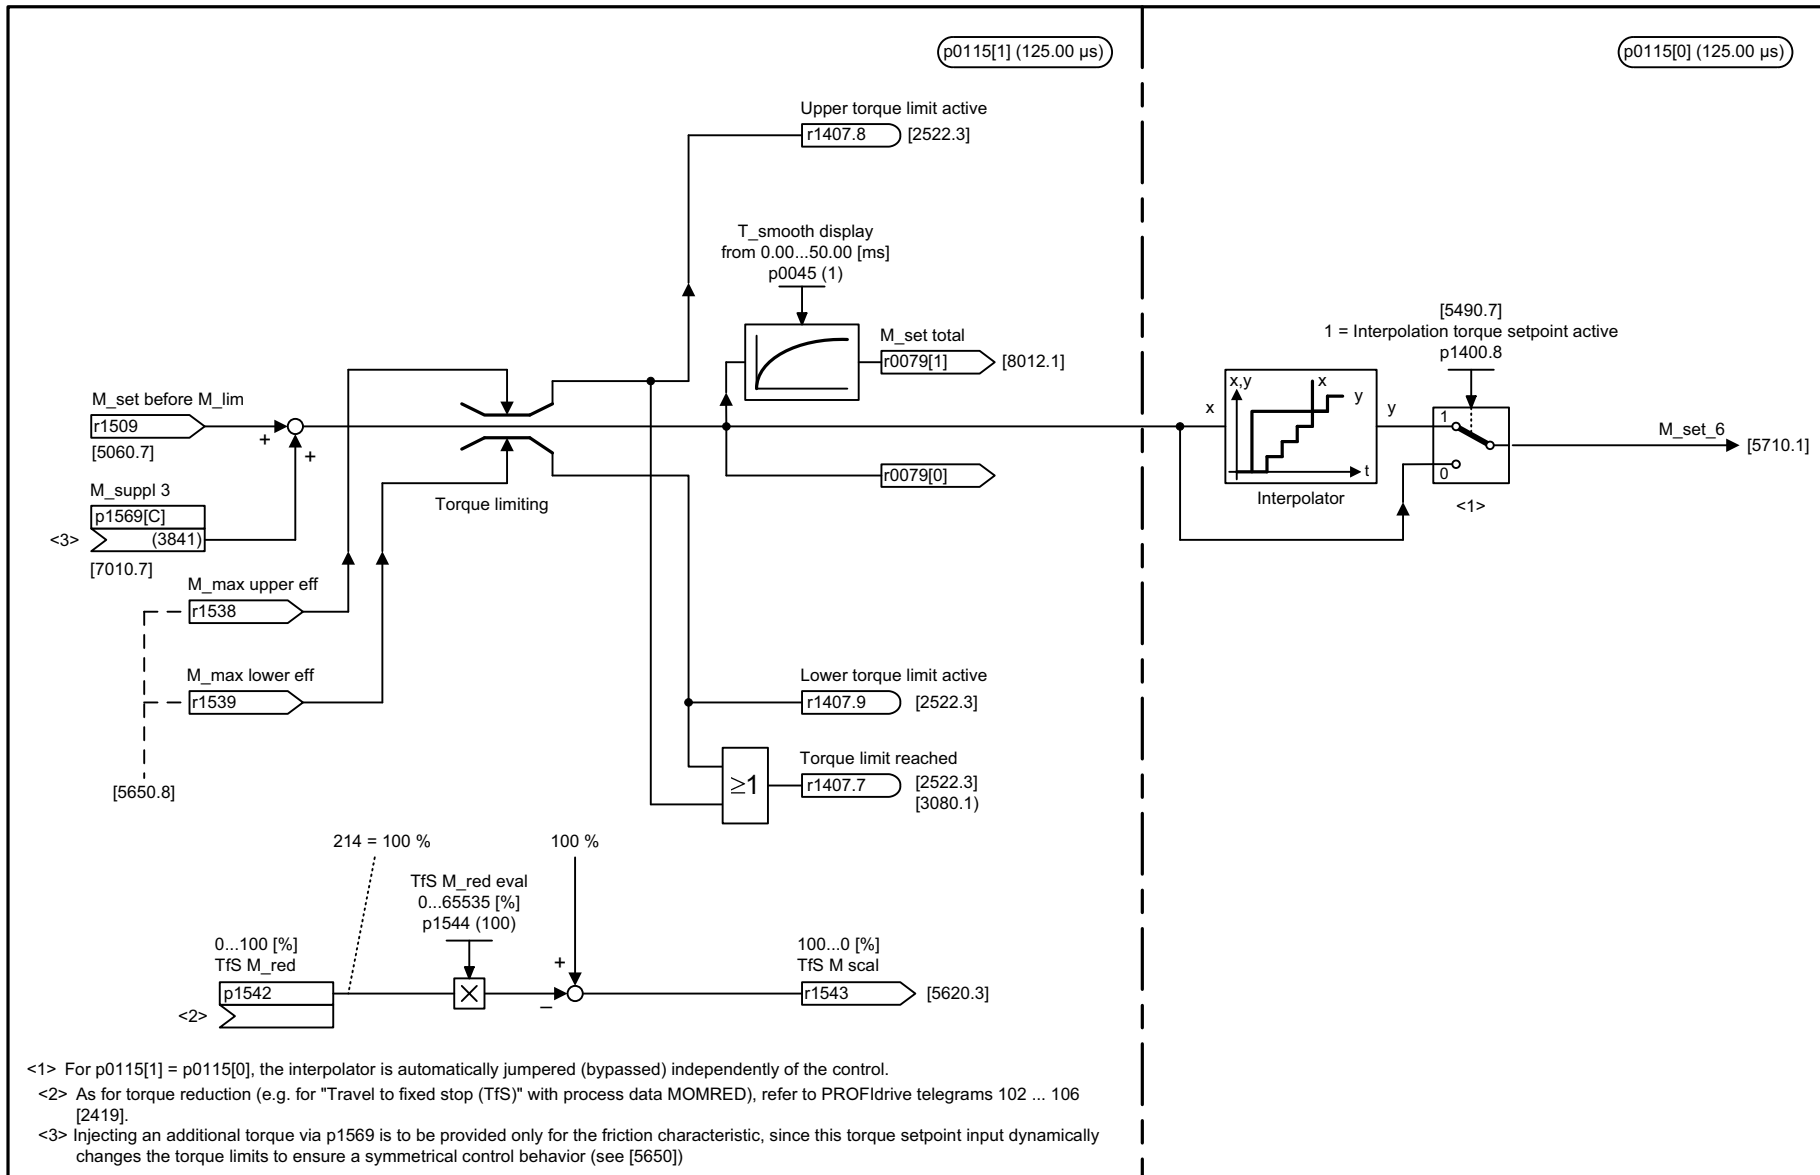 p0115[1] (125.00 µs)
p0115[0] (125.00 µs)
Upper torque limit active
r1407.8
[2522.3]
T_smooth display
from 0.00...50.00 [ms]
p0045 (1)
M_set total
r0079[1]
[8012.1]
[5490.7]
1 = Interpolation torque setpoint active
p1400.8
M_set before M_lim
r1509
[5060.7]
+
+
x
x,y
x
y
t
Interpolator
y
1
0
<1>
M_set_6
[5710.1]
r0079[0]
Torque limiting
M_suppl 3
p1569[C]
<3>
(3841)
[7010.7]
M_max upper eff
r1538
M_max lower eff
r1539
[5650.8]
Lower torque limit active
r1407.9
[2522.3]
Torque limit reached
≥1
r1407.7
[2522.3]
[3080.1)
214 = 100 %
100 %
TfS M_red eval
0...65535 [%]
p1544 (100)
0...100 [%]
TfS M_red
p1542
<2>
+
–
100...0 [%]
TfS M scal
r1543
[5620.3]
<1> For p0115[1] = p0115[0], the interpolator is automatically jumpered (bypassed) independently of the control.
<2> As for torque reduction (e.g. for "Travel to fixed stop (TfS)" with process data MOMRED), refer to PROFIdrive telegrams 102 ... 106
[2419].
<3> Injecting an additional torque via p1569 is to be provided only for the friction characteristic, since this torque setpoint input dynamically
changes the torque limits to ensure a symmetrical control behavior (see [5650])